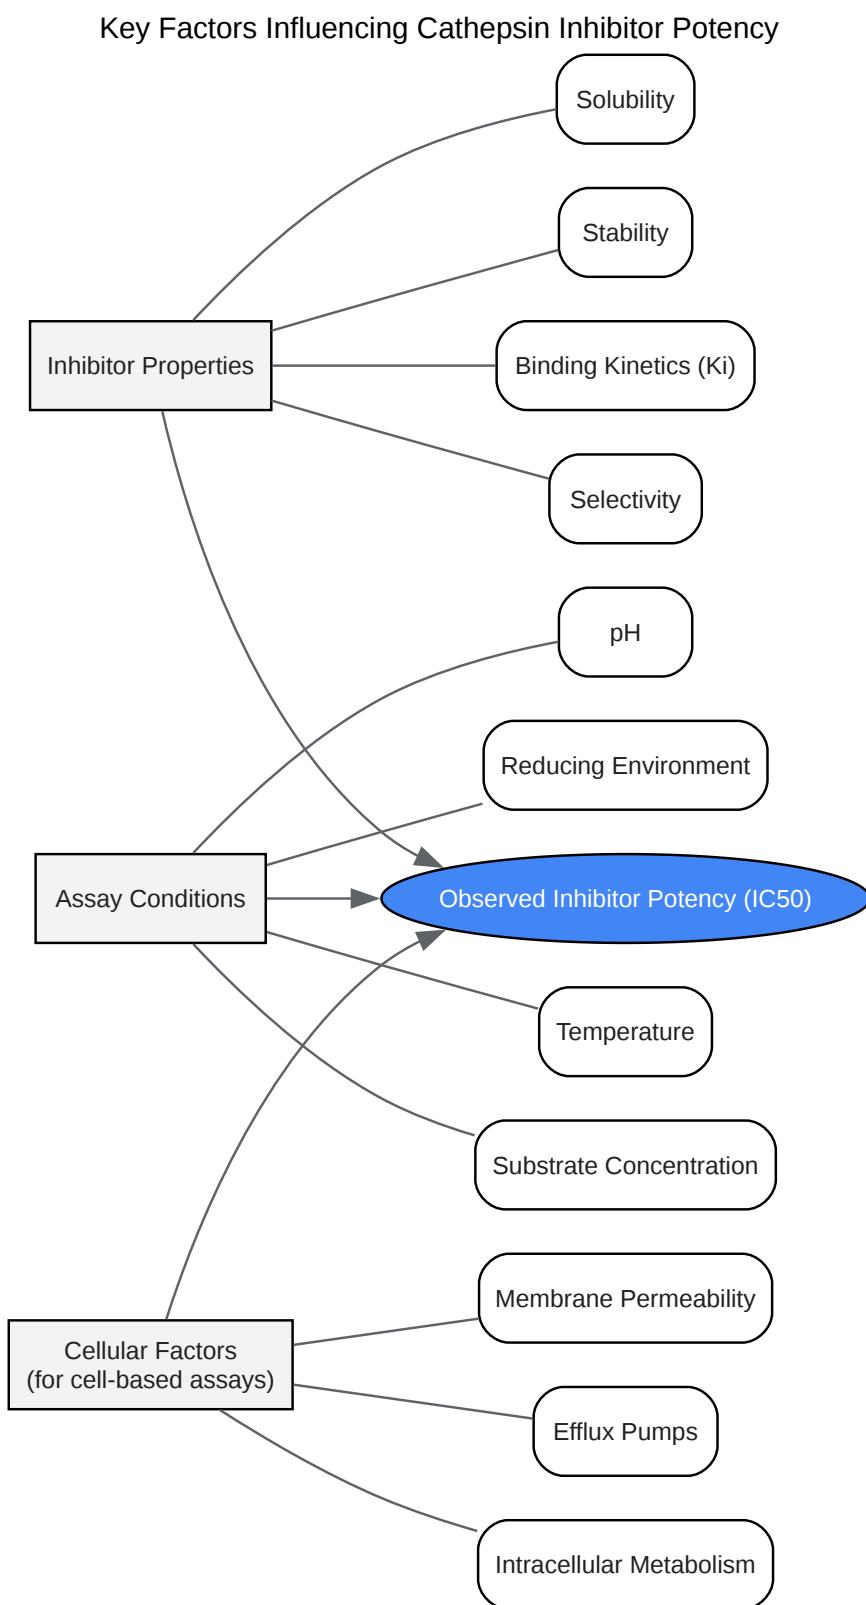 Key Factors Influencing Cathepsin Inhibitor Potency
Solubility
Stability
Inhibitor Properties
Binding Kinetics (Ki)
Selectivity
pH
Reducing Environment
Assay Conditions
Observed Inhibitor Potency (IC50)
Temperature
Substrate Concentration
Membrane Permeability
Cellular Factors
(for cell-based assays)
Efflux Pumps
Intracellular Metabolism